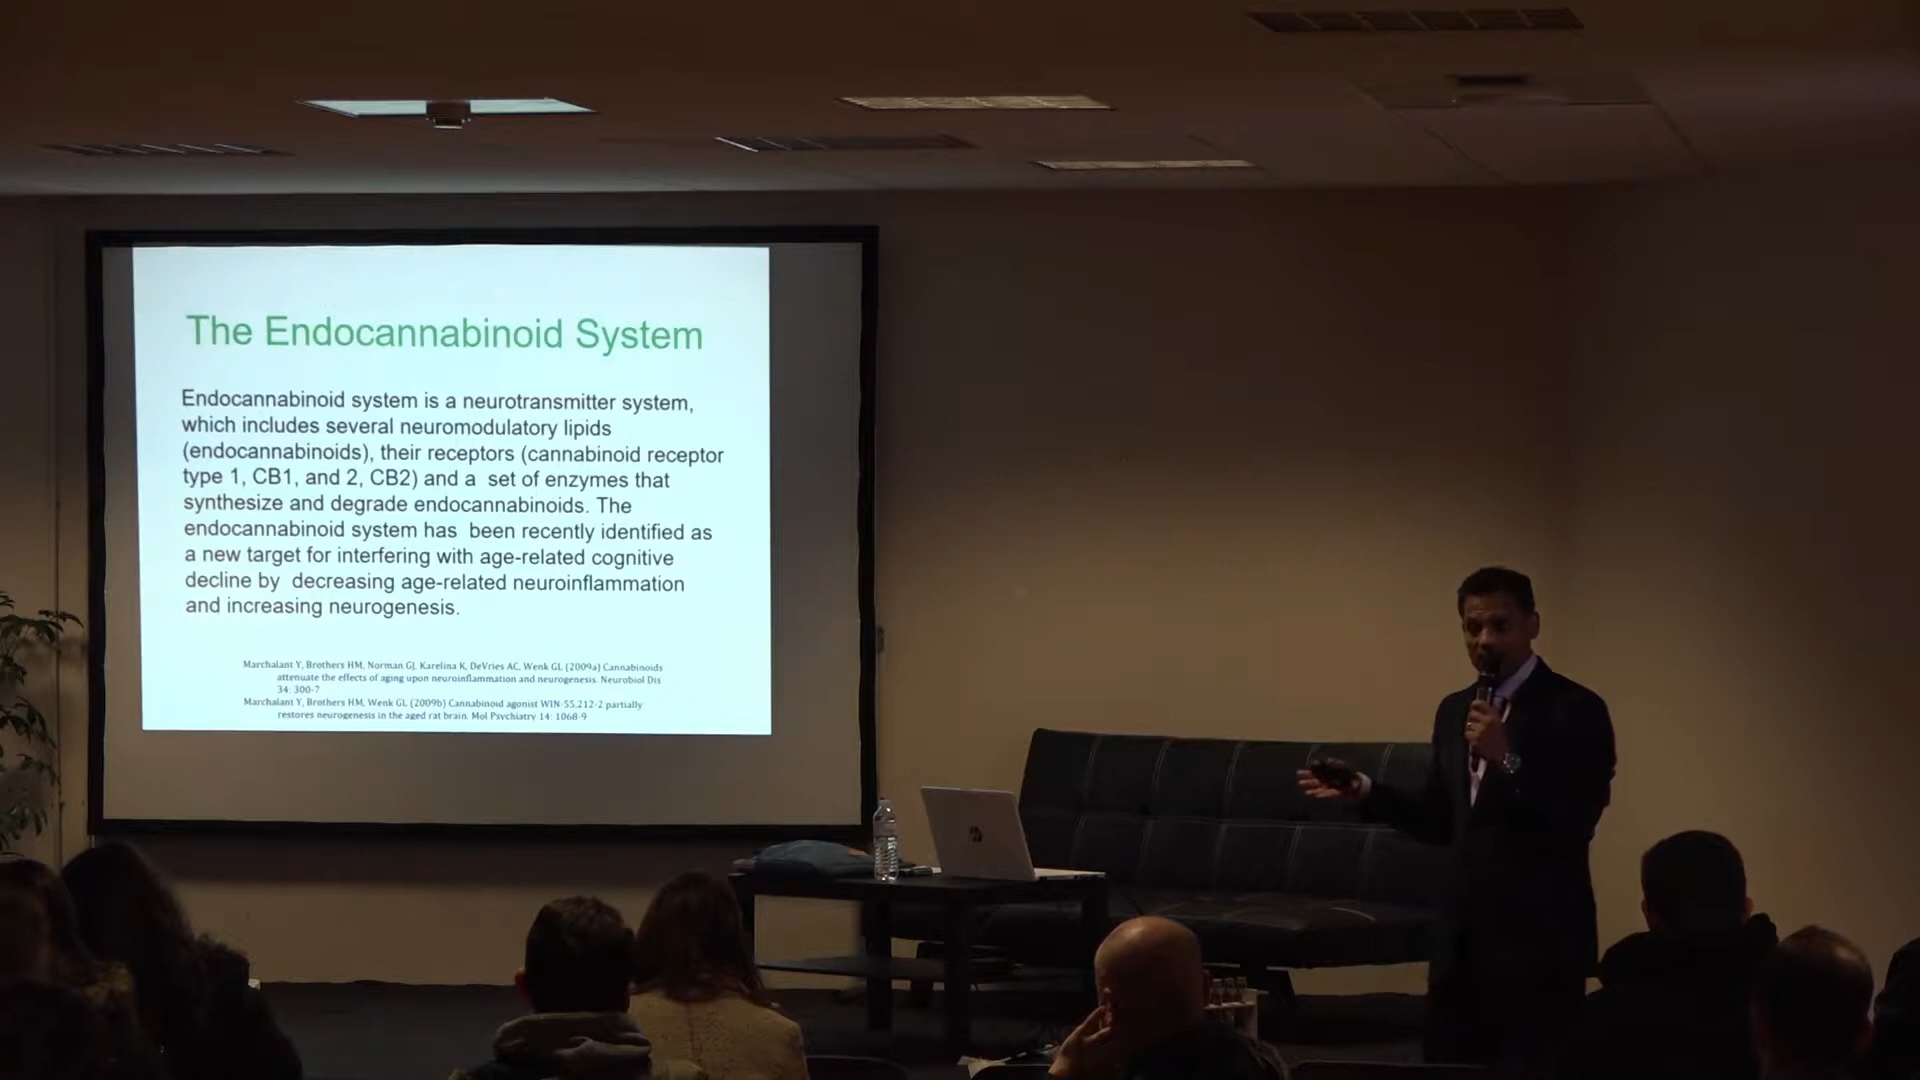 The Endocannabinoid System
Endocannabinoid system is a neurotransmitter system,
which includes several neuromodulatory lipids
(endocannabinoids), their receptors (cannabinoid receptor
type 1, CB1, and 2, CB2) and a set of enzymes that
synthesize and degrade endocannabinoids. The
endocannabinoid system has been recently identified as
a new target for interfering with age-related cognitive
decline by decreasing age-related neuroinflammation
and increasing neurogenesis.
Marchalant Y, Brothers HM, Norman GJ, Karelina K, DeVries AC, Wenk GL (2009a) Cannabinoids
attenuate the effects of aging upon neuroinflammation and neurogenesis. Neurobiol Dis
34: 300-7
Marchalant Y, Brothers HM, Wenk GL (2009b) Cannabinoid agonist WIN-55,212-2 partially
restores neurogenesis in the aged rat brain. Mol Psychiatry 14: 1068-9
hp